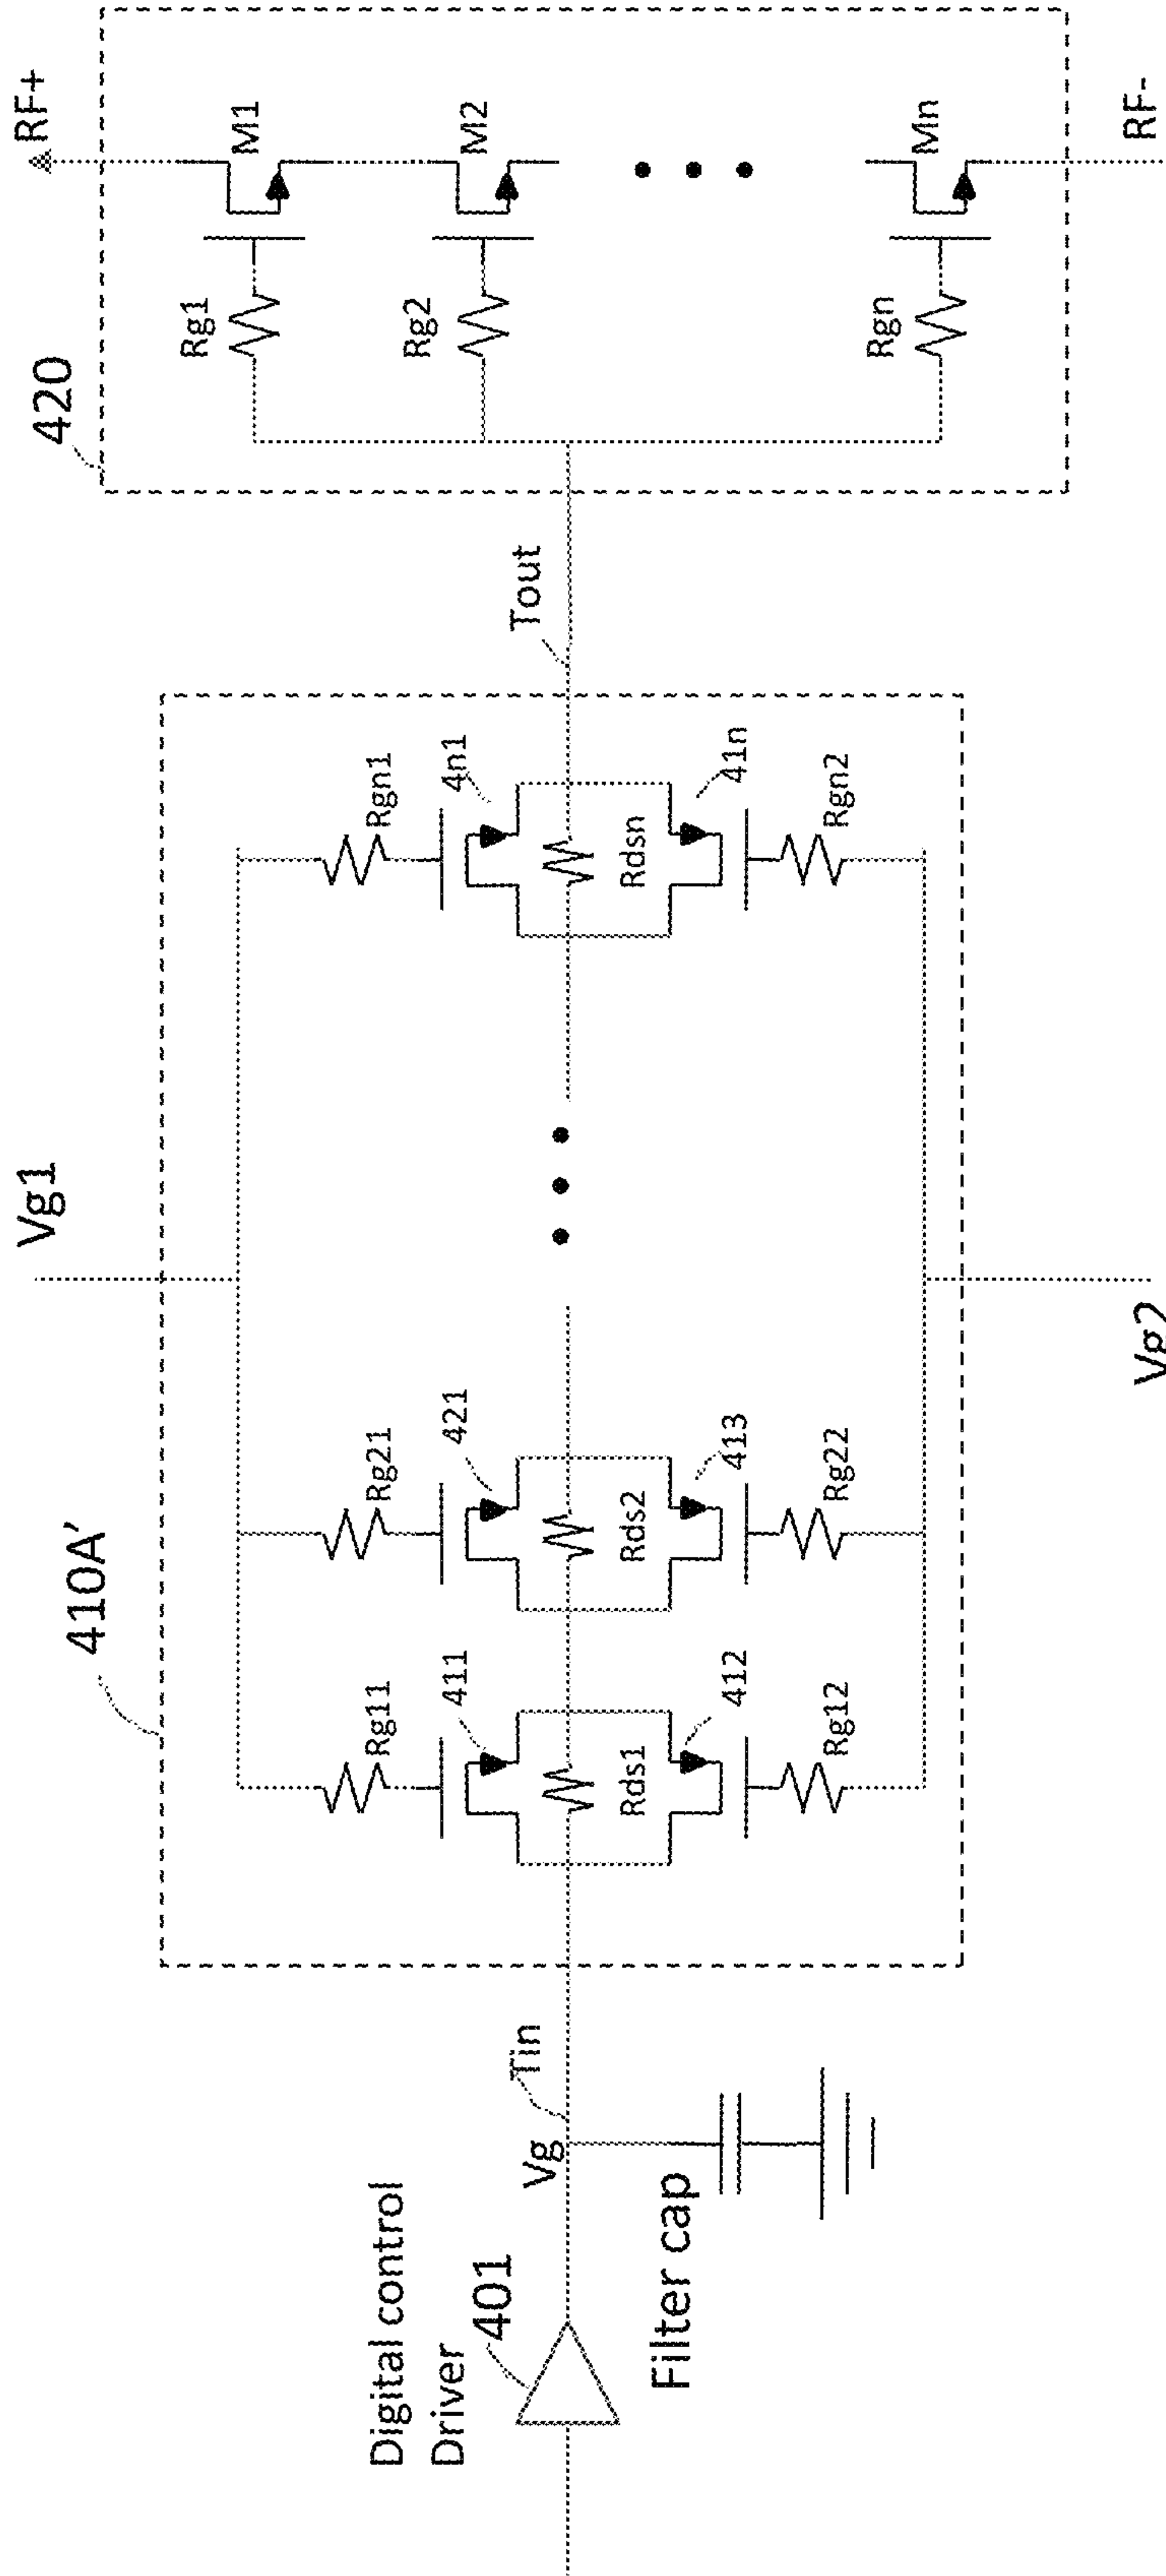 Digital control
Driver
401
Vg
Tin
Filter cap
410A'
Vg1
Rg11
411
Rds1
412
Rg12
Rg21
421
Rds2
413
Rg22
Rgn1
4n1
Rdsn
41n
Rgn2
Vg2
Tout
420
RF+
Rg1
M1
Rg2
M2
Rgn
Mn
RF-